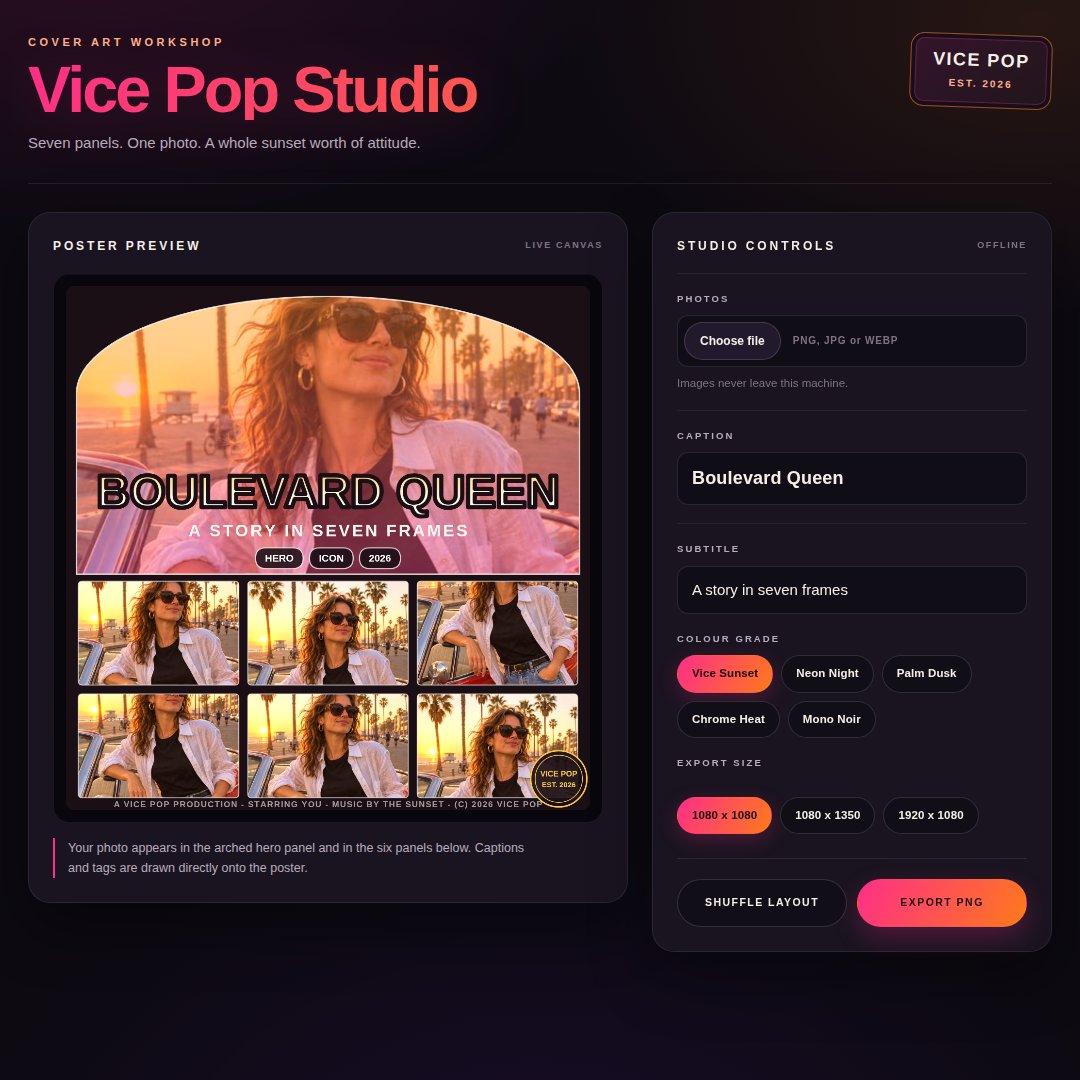 COVER ART WORKSHOP
Vice Pop Studio
Seven panels. One photo. A whole sunset worth of attitude.
VICE POP
EST. 2026
POSTER PREVIEW
LIVE CANVAS
BOULEVARD QUEEN
A STORY IN SEVEN FRAMES
HERO
ICON
2026
VICE POP
EST. 2026
A VICE POP PRODUCTION - STARRING YOU - MUSIC BY THE SUNSET - (C) 2026 VICE POP
Your photo appears in the arched hero panel and in the six panels below. Captions
and tags are drawn directly onto the poster.
STUDIO CONTROLS
OFFLINE
PHOTOS
Choose file
PNG, JPG or WEBP
Images never leave this machine.
CAPTION
Boulevard Queen
SUBTITLE
A story in seven frames
COLOUR GRADE
Vice Sunset
Neon Night
Palm Dusk
Chrome Heat
Mono Noir
EXPORT SIZE
1080 x 1080
1080 x 1350
1920 x 1080
SHUFFLE LAYOUT
EXPORT PNG